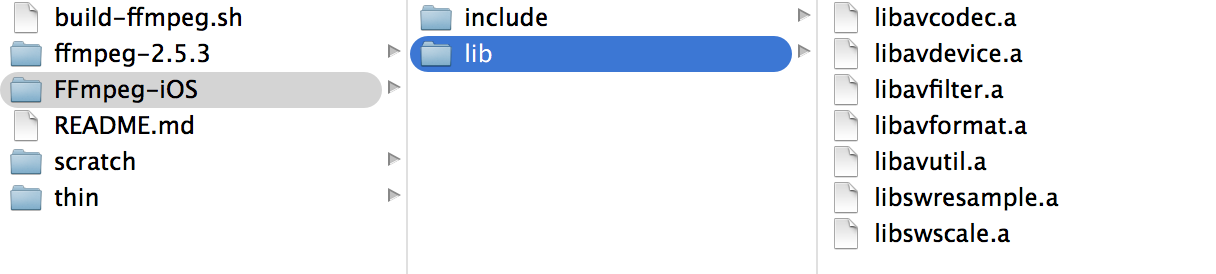 build-ffmpeg.sh
ffmpeg-2.5.3
FFmpeg-iOS
README.md
scratch
thin
include
lib
libavcodec.a
libavdevice.a
libavfilter.a
libavformat.a
libavutil.a
libswresample.a
libswscale.a